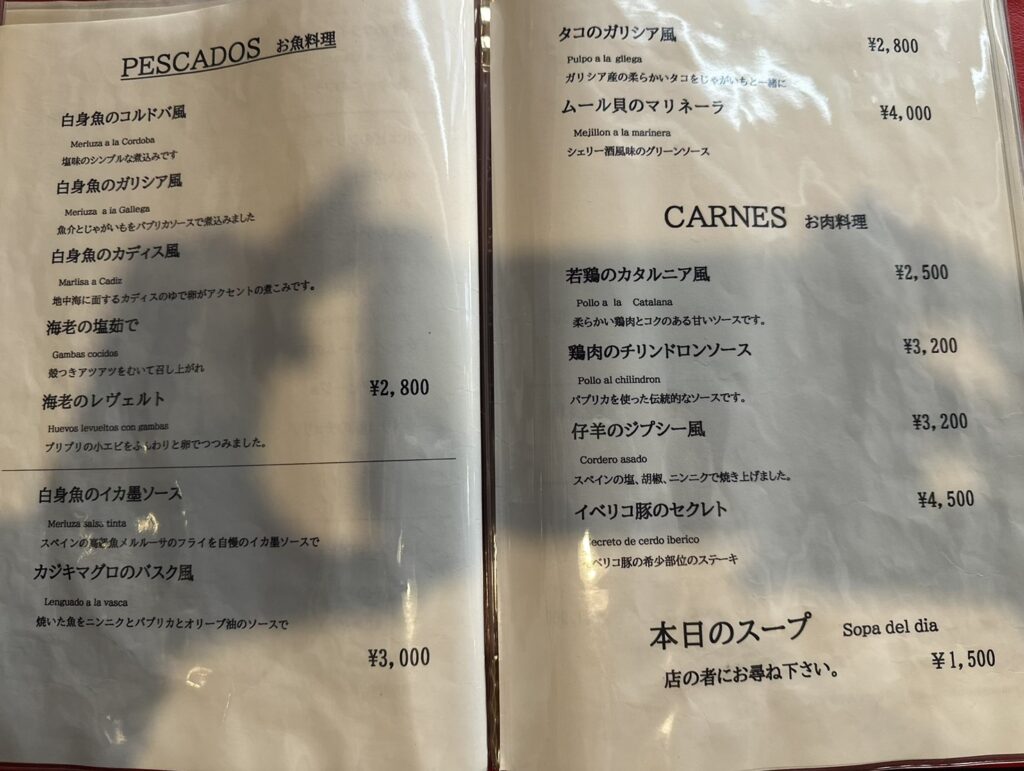 PESCADOS お魚料理
白身魚のコルドバ風
Merluza a la Cordoba
塩味のシンプルな煮込みです
白身魚のガリシア風
Merluza a la Gallega
魚介とじゃがいもをパプリカソースで煮込みました
白身魚のカディス風
Marlisa a Cadiz
地中海に面するカディスのゆで卵がアクセントの煮こみです。
海老の塩茹で
Gambas cocidos
殻つきアツアツをむいて召し上がれ
海老のレヴェルト ¥2,800
Huevos levueltos con gambas
プリプリの小エビをふんわりと卵でつつみました。
白身魚のイカ墨ソース
Merluza salsa tinta
スペインの高級魚メルルーサのフライを自慢のイカ墨ソースで
カジキマグロのバスク風
Lenguado a la vasca
焼いた魚をニンニクとパプリカとオリーブ油のソースで
¥3,000
タコのガリシア風 ¥2,800
Pulpo a la gllega
ガリシア産の柔らかいタコをじゃがいちと一緒に
ムール貝のマリネーラ ¥4,000
Mejillon a la marinera
シェリー酒風味のグリーンソース
CARNES お肉料理
若鶏のカタルニア風 ¥2,500
Pollo a la Catalana
柔らかい鶏肉とコクのある甘いソースです。
鶏肉のチリンドロンソース ¥3,200
Pollo al chilindron
パプリカを使った伝統的なソースです。
仔羊のジプシー風 ¥3,200
Cordero asado
スペインの塩、胡椒、ニンニクで焼き上げました。
イベリコ豚のセクレト ¥4,500
Secreto de cerdo iberico
イベリコ豚の希少部位のステーキ
本日のスープ Sopa del dia
店の者にお尋ね下さい。 ¥1,500